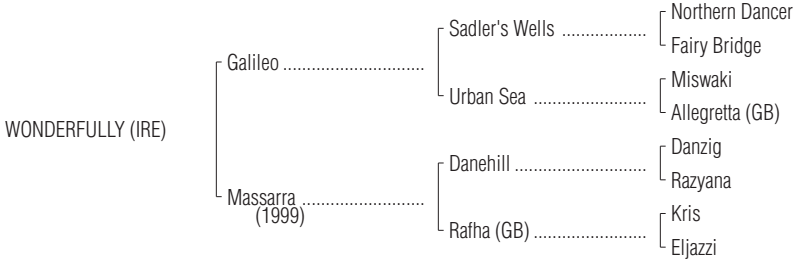 Northern Dancer
Sadler's Wells ..................
Fairy Bridge
Galileo ..............................
Miswaki
Urban Sea ........................
Allegretta (GB)
WONDERFULLY (IRE)
Danzig
Danehill ............................
Razyana
Massarra ..........................
(1999)
Kris
Rafha (GB) ........................
Eljazzi